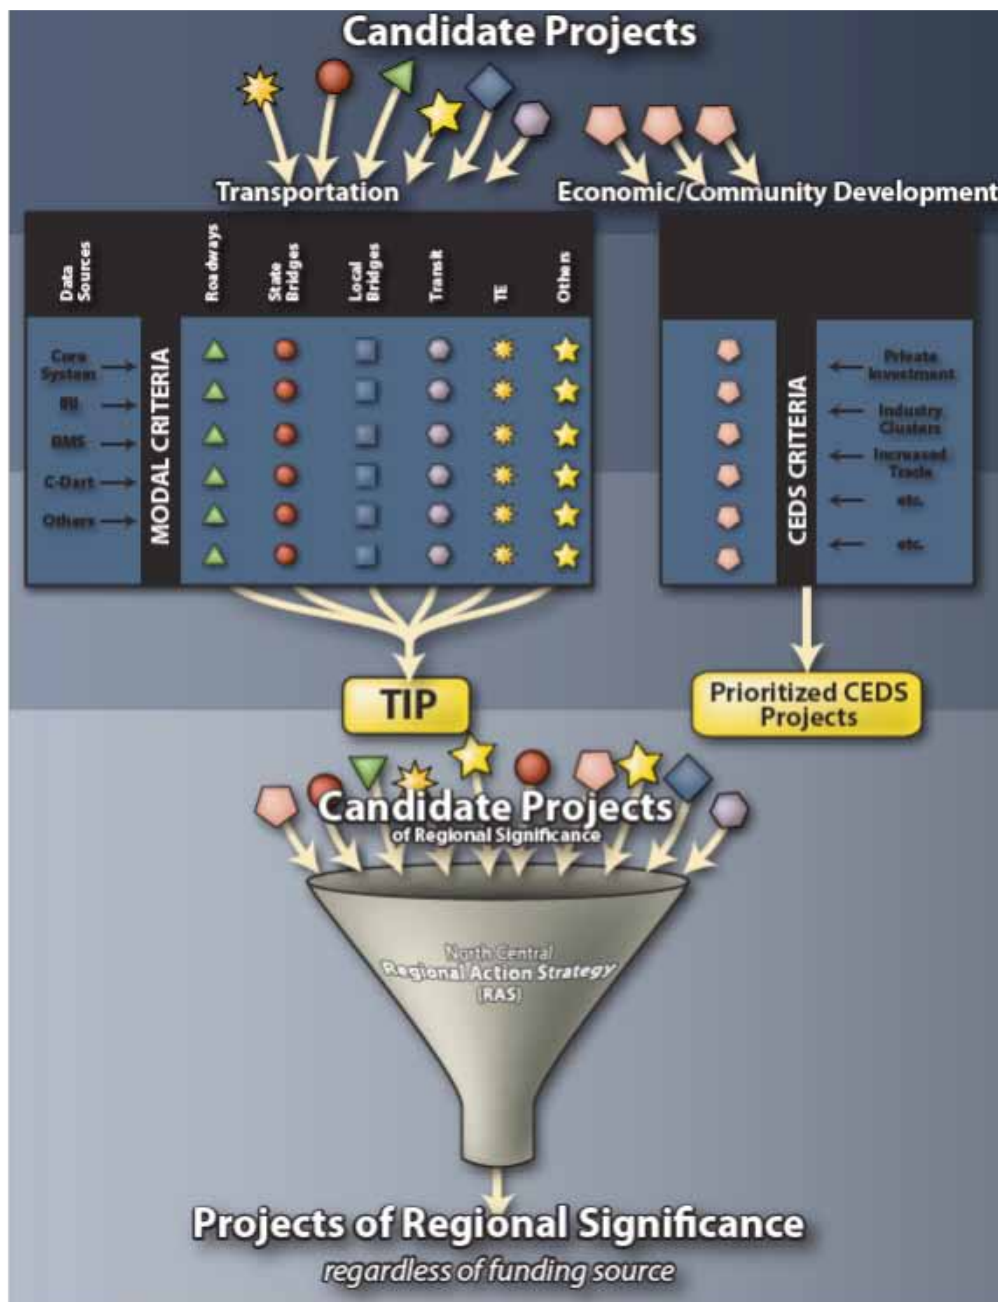 Candidate Projects
Transportation
Economic/Community Development
Data
Sources
Roadways
State
Bridges
Local
Bridges
Transit
TE
Others
MODAL CRITERIA
Core
System
IRI
BMS
C-Dart
Others
CEDS CRITERIA
Private
Investment
Industry
Clusters
Increased
Trade
etc.
etc.
TIP
Prioritized CEDS
Projects
Candidate Projects
of Regional Significance
North Central
Regional Action Strategy
(RAS)
Projects of Regional Significance
regardless of funding source